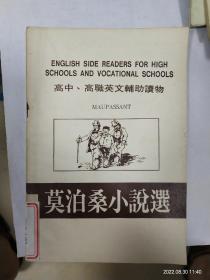 ENGLISH SIDE READERS FOR HIGH
SCHOOLS AND VOCATIONAL SCHOOLS
高中、高職英文輔助讀物
MAUPASSANT
莫泊桑小說選
2022.08.30 11:40